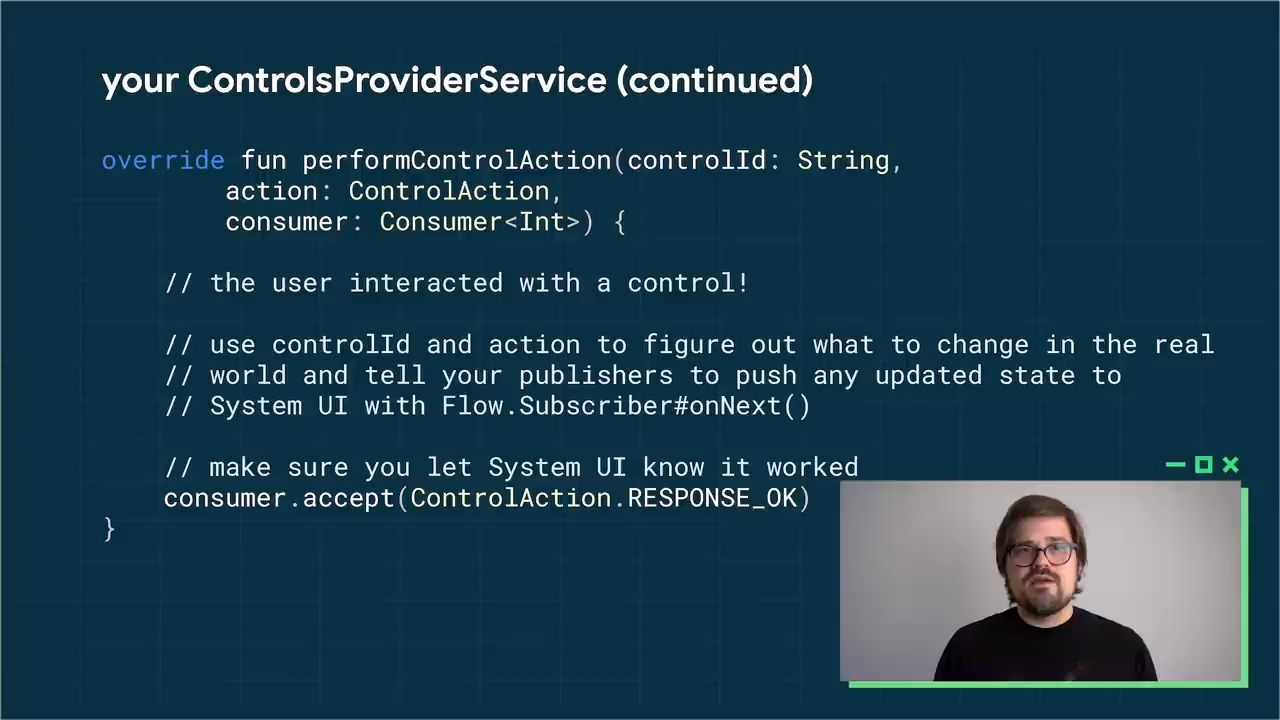 your ControlsProviderService (continued)
override fun performControlAction(controlId: String,
action: ControlAction,
consumer: Consumer<Int>) {
// the user interacted with a control!
// use controlId and action to figure out what to change in the real
// world and tell your publishers to push any updated state to
// System UI with Flow.Subscriber#onNext()
// make sure you let System UI know it worked
consumer.accept(ControlAction.RESPONSE_OK)
}